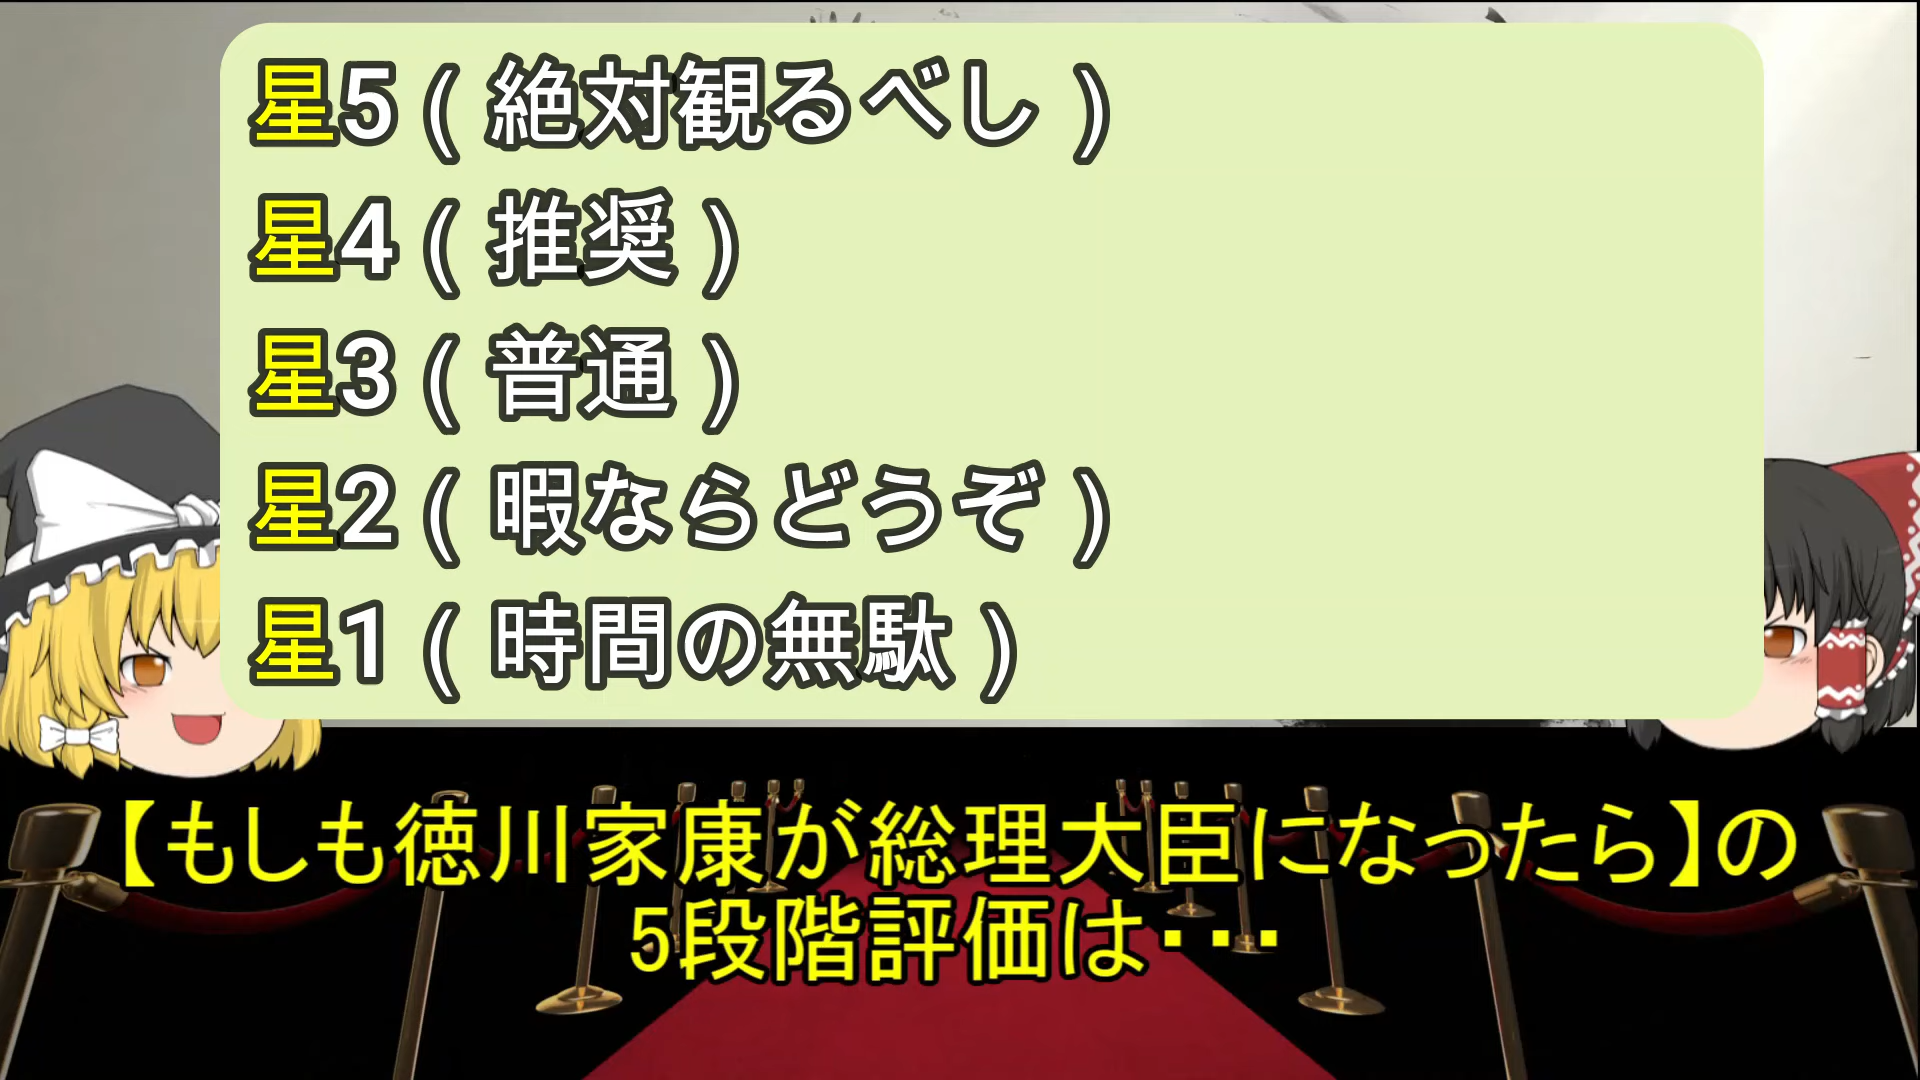 星5(絶対観るべし)
星4(推奨)
星3(普通)
星2(暇ならどうぞ)
星1(時間の無駄)
【もしも徳川家康が総理大臣になったら】の
5段階評価は･･･